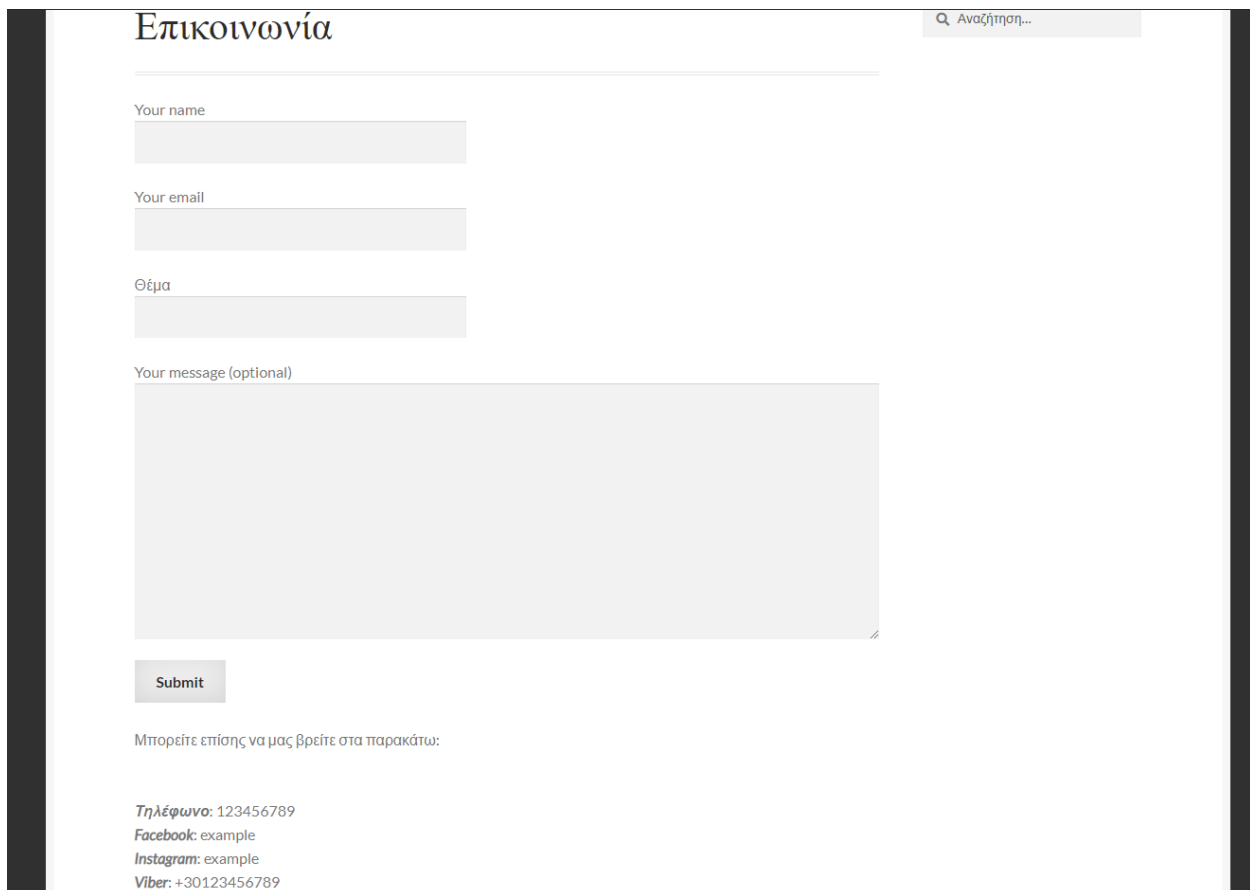 Επικοινωνία
Αναζήτηση...
Your name
Your email
Θέμα
Your message (optional)
Submit
Μπορείτε επίσης να μας βρείτε στα παρακάτω:
Τηλέφωνο: 123456789
Facebook: example
Instagram: example
Viber: +30123456789